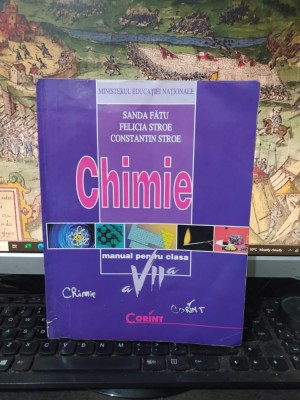 MINISTERUL EDUCAȚIEI NAȚIONALE
SANDA FĂTU
FELICIA STROE
CONSTANTIN STROE
Chimie
manual pentru clasa
a VII a
Chimie
CORINT
CORINT